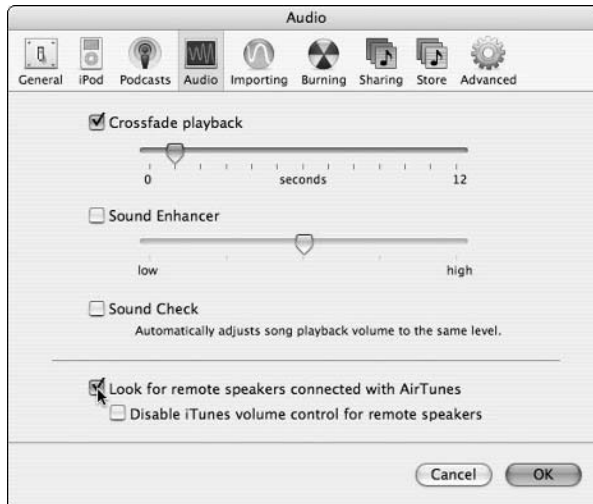 Audio
General iPod Podcasts Audio Importing Burning Sharing Store Advanced
Crossfade playback
0 seconds 12
Sound Enhancer
low high
Sound Check
Automatically adjusts song playback volume to the same level.
Look for remote speakers connected with AirTunes
Disable iTunes volume control for remote speakers
Cancel OK